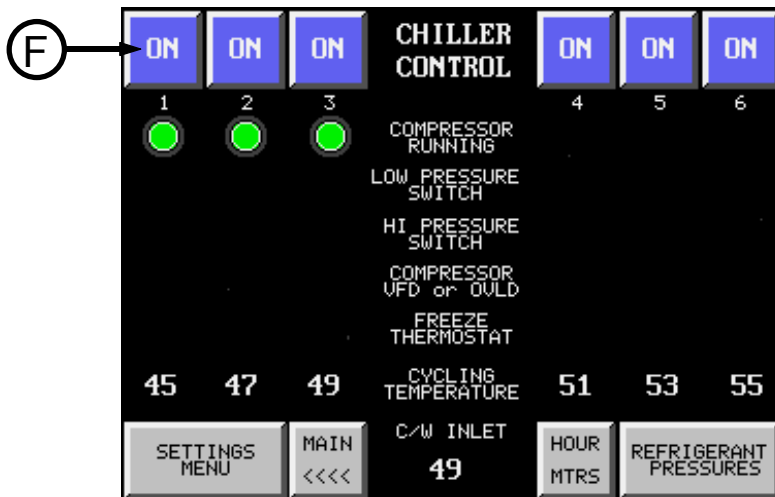 F
ON ON ON CHILLER CONTROL ON ON ON
1 2 3 4 5 6
COMPRESSOR
RUNNING
LOW PRESSURE
SWITCH
HI PRESSURE
SWITCH
COMPRESSOR
VFD or OVLD
FREEZE
THERMOSTAT
45 47 49 CYCLING TEMPERATURE 51 53 55
SETTINGS
MENU
MAIN
<<<<
C/W INLET
49
HOUR
MTRS
REFRIGERANT
PRESSURES